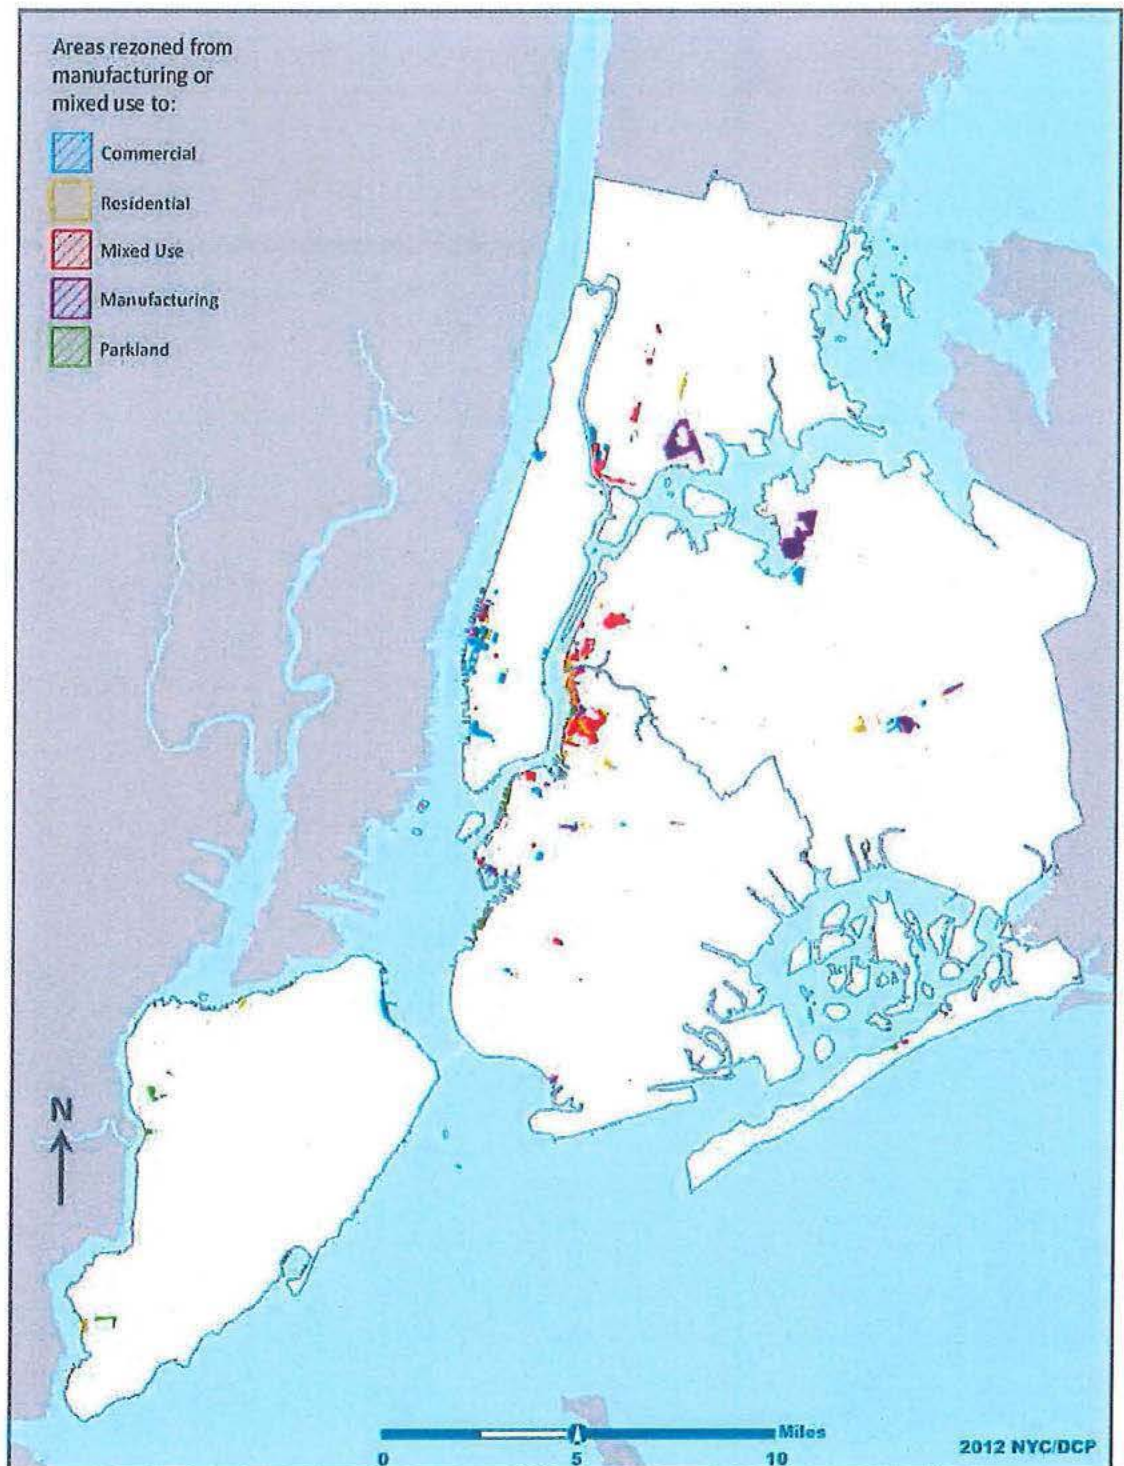 Areas rezoned from
manufacturing or
mixed use to:
Commercial
Residential
Mixed Use
Manufacturing
Parkland
N
Miles
0 5 10
2012 NYC/DCP